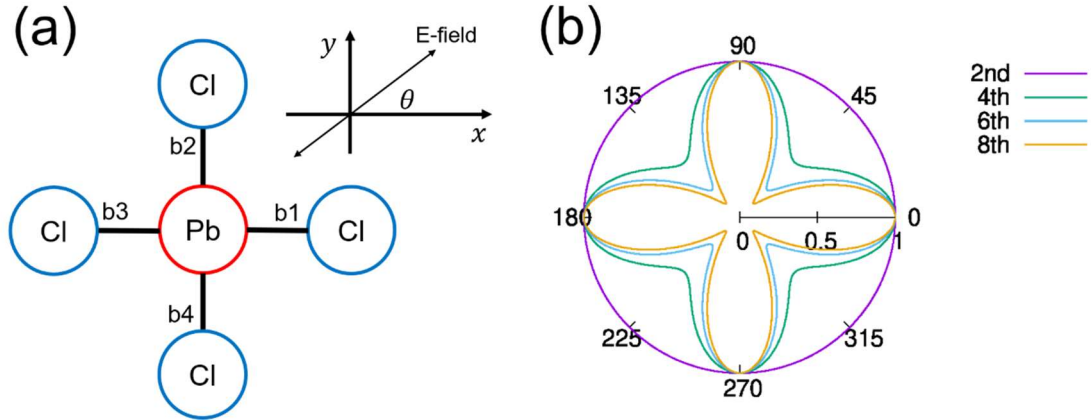 (a)
Cl
b2
Cl
b3
Pb
b1
Cl
b4
Cl
y
E-field
θ
x
(b)
90
135
45
180
0
0
0.5
1
225
315
270
2nd
4th
6th
8th